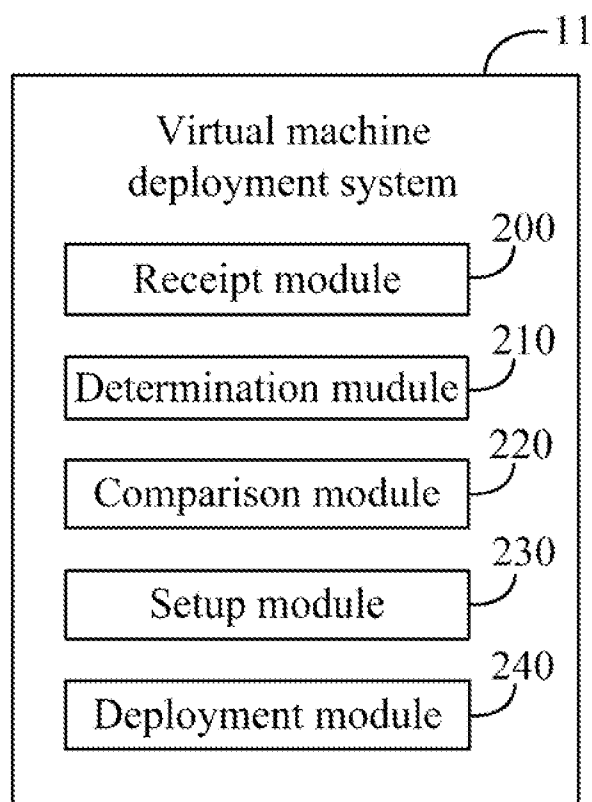 11
Virtual machine
deployment system
200
Receipt module
210
Determination mudule
220
Comparison module
230
Setup module
240
Deployment module